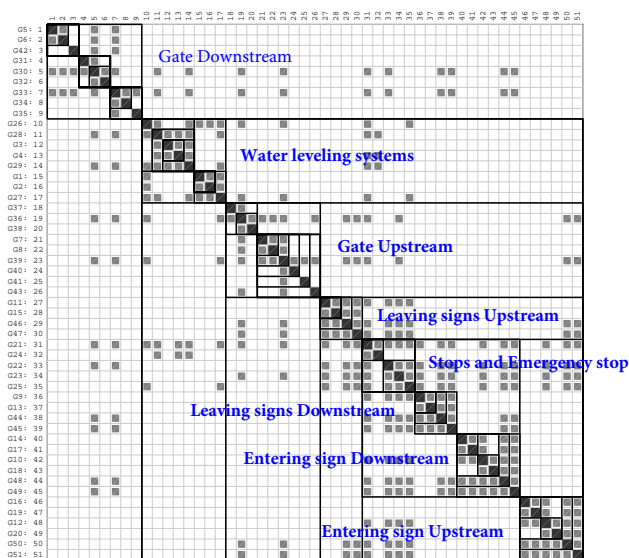 1 2 3 4 5 6 7 8 9 10 11 12 13 14 15 16 17 18 19 20 21 22 23 24 25 26 27 28 29 30 31 32 33 34 35 36 37 38 39 40 41 42 43 44 45 46 47 48 49 50 51
G5: 1
G6: 2
G42: 3
G31: 4
Gate Downstream
G30: 5
G32: 6
G33: 7
G34: 8
G35: 9
G26: 10
G28: 11
G3: 12
G4: 13
Water leveling systems
G29: 14
G1: 15
G2: 16
G27: 17
G37: 18
G36: 19
G38: 20
G7: 21
G8: 22
Gate Upstream
G39: 23
G40: 24
G41: 25
G43: 26
G11: 27
G15: 28
Leaving signs Upstream
G46: 29
G47: 30
G21: 31
G24: 32
G22: 33
Stops and Emergency stop
G23: 34
G25: 35
G9: 36
G13: 37
Leaving signs Downstream
G44: 38
G45: 39
G14: 40
G17: 41
G10: 42
Entering sign Downstream
G18: 43
G48: 44
G49: 45
G16: 46
G19: 47
G12: 48
G20: 49
Entering sign Upstream
G50: 50
G51: 51